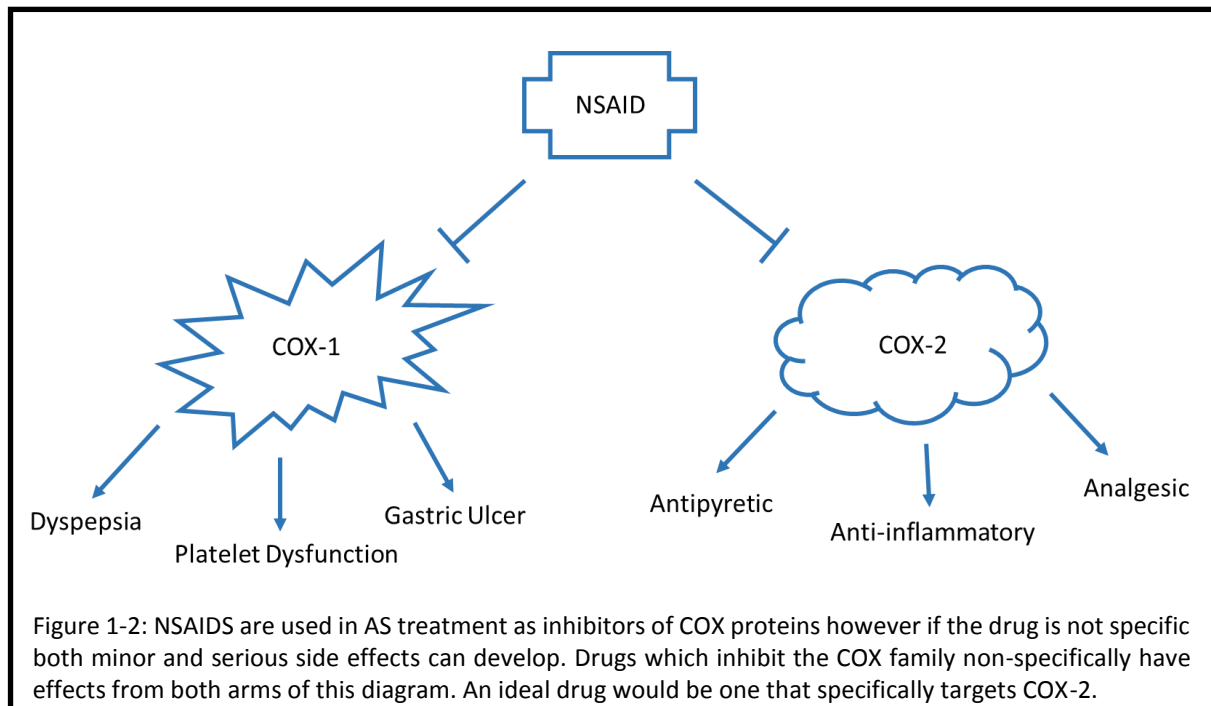 NSAID
COX-1
COX-2
Dyspepsia
Platelet Dysfunction
Gastric Ulcer
Antipyretic
Anti-inflammatory
Analgesic
Figure 1-2: NSAIDS are used in AS treatment as inhibitors of COX proteins however if the drug is not specific
both minor and serious side effects can develop. Drugs which inhibit the COX family non-specifically have
effects from both arms of this diagram. An ideal drug would be one that specifically targets COX-2.